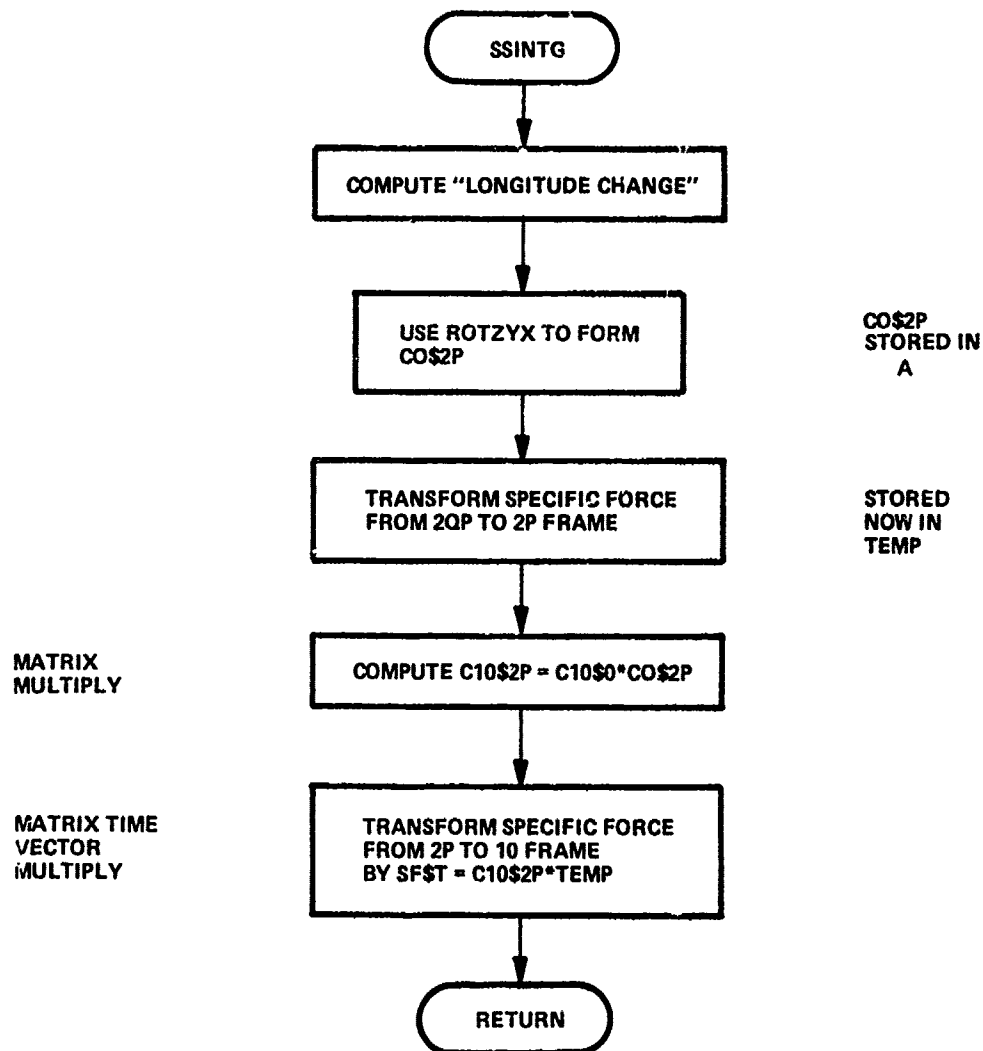 SSINTG
COMPUTE "LONGITUDE CHANGE"
USE ROTZYX TO FORM
CO$2P
CO$2P
STORED IN
A
TRANSFORM SPECIFIC FORCE
FROM 2QP TO 2P FRAME
STORED
NOW IN
TEMP
MATRIX
MULTIPLY
COMPUTE C10$2P = C10$0*CO$2P
MATRIX TIME
VECTOR
MULTIPLY
TRANSFORM SPECIFIC FORCE
FROM 2P TO 10 FRAME
BY SF$T = C10$2P*TEMP
RETURN